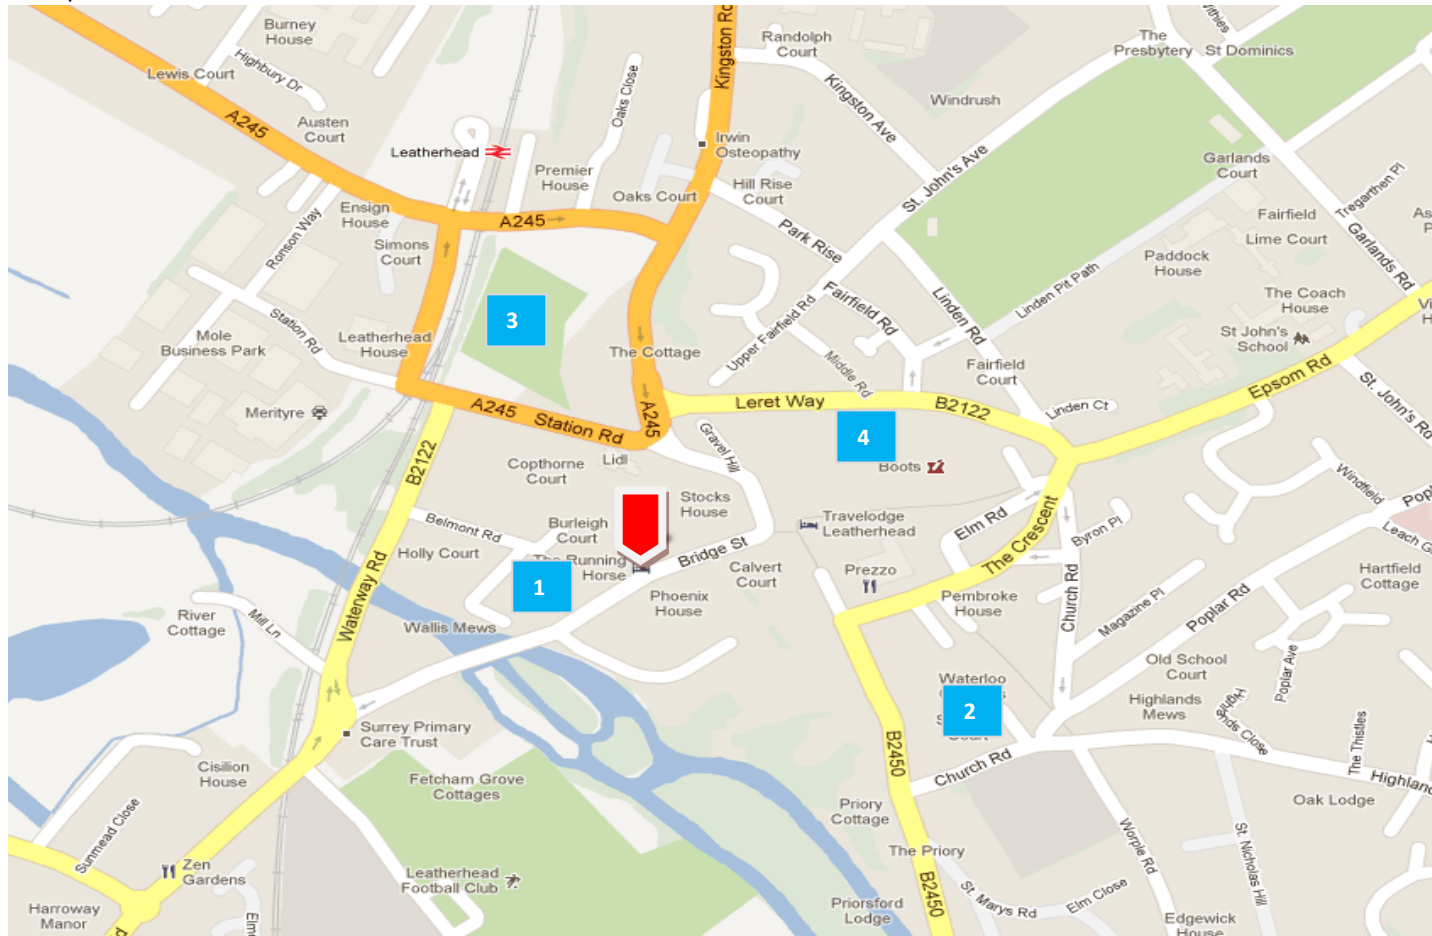 Burney
House
Randolph
Court
Kingston Rd
The
Presbytery
St Dominics
Lewis Court
Highbury Dr
Oaks Close
Kingston Ave
Windrush
A245
Austen
Court
Leatherhead
Irwin
Osteopathy
St. John's Ave
Garlands
Court
Premier
House
Oaks Court
Hill Rise
Court
Tregarthen Pl
Ensign
House
A245
Ronson Way
Simons
Court
Park Rise
Fairfield
Lime Court
Garlands Rd
Paddock
House
Linden Pit Path
Fairfield Rd
Linden Rd
The Coach
House
3
Upper Fairfield Rd
Station Rd
Mole
Business Park
Leatherhead
House
The Cottage
St John's
School
Middle Rd
Fairfield
Court
Epsom Rd
Merityre
A245
Station Rd
A245
Leret Way
B2122
Linden Ct
St. John's Rd
Gravel Hill
4
Boots
B2122
Copthorne
Court
Lidl
Windfield
Stocks
House
Belmont Rd
Burleigh
Court
Travelodge
Leatherhead
Elm Rd
The Crescent
Byron Pl
Holly Court
The Running
Horse
Bridge St
Calvert
Court
Prezzo
Hartfield
Cottage
1
Phoenix
House
Pembroke
House
Church Rd
Magazine Pl
Poplar Rd
Waterway Rd
River
Cottage
Mill Ln
Wallis Mews
Old School
Court
Poplar Ave
Waterloo
2
Court
Highlands
Mews
Surrey Primary
Care Trust
B2450
Church Rd
The Thistles
Cisilion
House
Fetcham Grove
Cottages
Oak Lodge
Priory
Cottage
Sunmead Close
Worple Rd
St. Nicholas Hill
Zen
Gardens
Leatherhead
Football Club
The Priory
B2450
St. Marys Rd
Elm Close
Harroway
Manor
Priorsford
Lodge
Edgewick
House